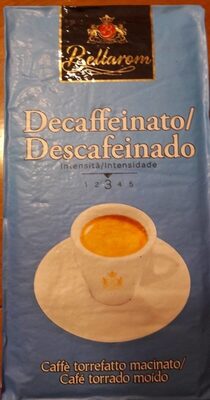 Bellarom
Decaffeinato/
Descafeinado
Intensità/Intensidade
1 2 3 4 5
Caffè torrefatto macinato/
Café torrado moído